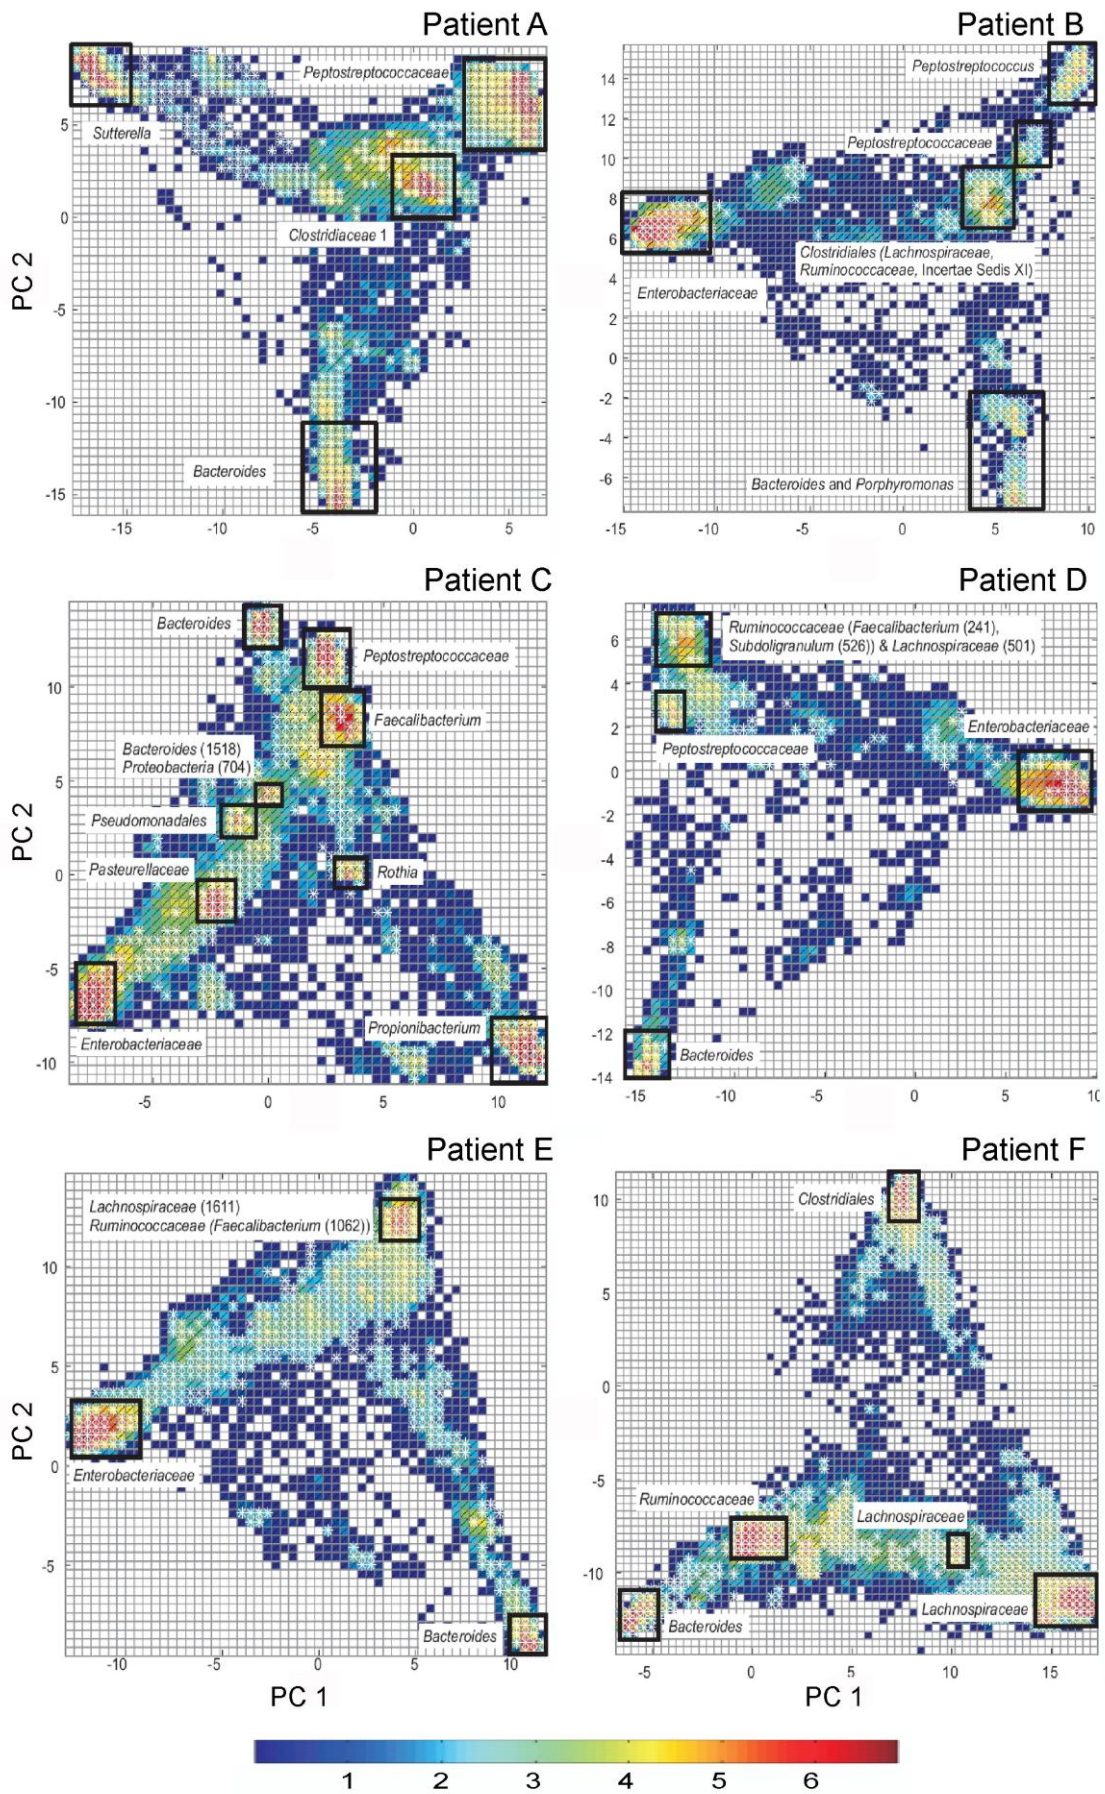 Patient A
Patient B
Peptostreptococcaceae
Sutterella
Clostridiaceae 1
Bacteroides
5
0
-5
-10
-15
-15
-10
-5
0
5
PC 2
Peptostreptococcus
Peptostreptococcaceae
Clostridiales (Lachnospiraceae,
Ruminococcaceae, Incertae Sedis XI)
Enterobacteriaceae
Bacteroides and Porphyromonas
14
12
10
8
6
4
2
0
-2
-4
-6
-15
-10
-5
0
5
10
Patient C
Patient D
Bacteroides
Peptostreptococcaceae
Faecalibacterium
Bacteroides (1518)
Proteobacteria (704)
Pseudomonadales
Pasteurellaceae
Rothia
Propionibacterium
Enterobacteriaceae
10
5
0
-5
-10
-5
0
5
10
PC 2
Ruminococcaceae (Faecalibacterium (241),
Subdoligranulum (526)) & Lachnospiraceae (501)
Enterobacteriaceae
Peptostreptococcaceae
Bacteroides
6
4
2
0
-2
-4
-6
-8
-10
-12
-14
-15
-10
-5
0
5
10
Patient E
Patient F
Lachnospiraceae (1611)
Ruminococcaceae (Faecalibacterium (1062))
Enterobacteriaceae
Bacteroides
10
5
0
-5
-10
-5
0
5
10
PC 2
PC 1
Clostridiales
Ruminococcaceae
Lachnospiraceae
Lachnospiraceae
Bacteroides
10
5
0
-5
-10
-5
0
5
10
15
PC 1
1 2 3 4 5 6